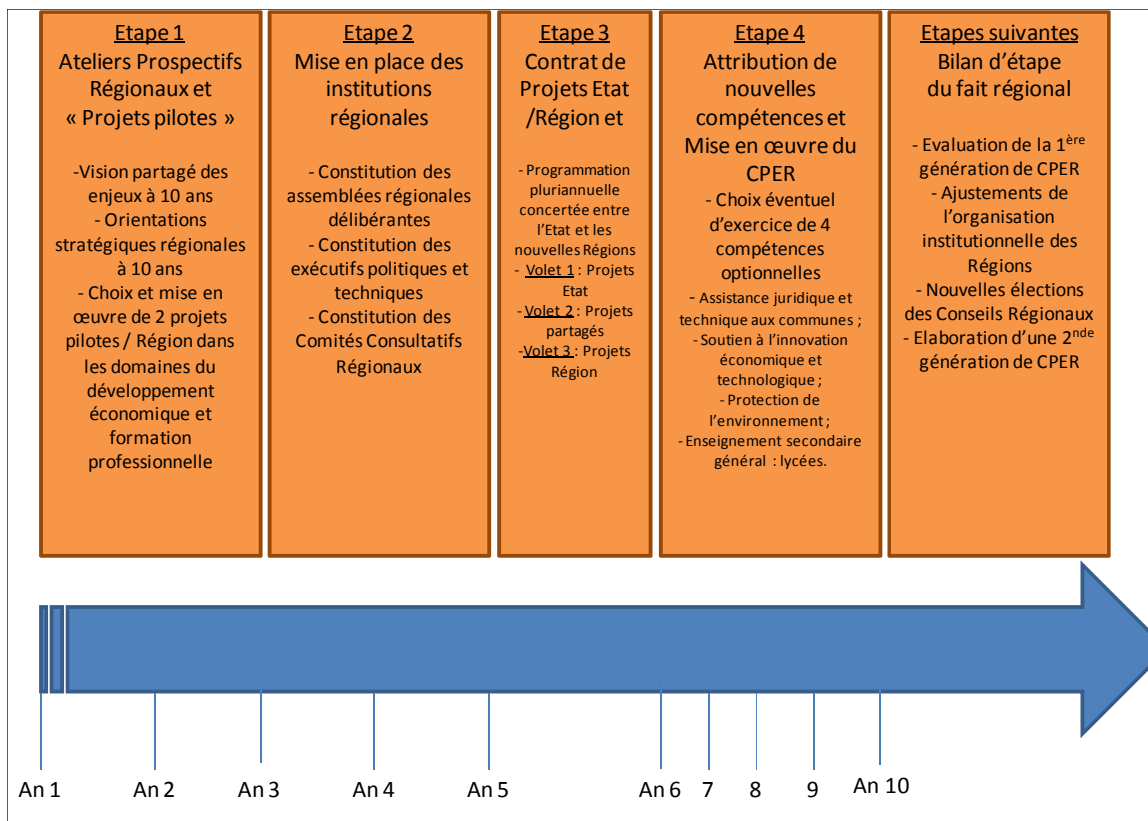 Etape 1
Ateliers Prospectifs
Régionaux et
« Projets pilotes »
-Vision partagé des
enjeux à 10 ans
- Orientations
stratégiques régionales
à 10 ans
- Choix et mise en
œuvre de 2 projets
pilotes / Région dans
les domaines du
développement
économique et
formation
professionnelle
Etape 2
Mise en place des
institutions
régionales
- Constitution des
assemblées régionales
délibérantes
- Constitution des
exécutifs politiques et
techniques
- Constitution des
Comités Consultatifs
Régionaux
Etape 3
Contrat de
Projets Etat
/Région et
- Programmation
pluriannuelle
concertée entre
l’Etat et les
nouvelles Régions
- Volet 1 : Projets
Etat
-Volet 2 : Projets
partagés
-Volet 3 : Projets
Région
Etape 4
Attribution de
nouvelles
compétences et
Mise en œuvre du
CPER
- Choix éventuel
d’exercice de 4
compétences
optionnelles
- Assistance juridique et
technique aux communes ;
- Soutien à l’innovation
économique et
technologique ;
- Protection de
l’environnement ;
- Enseignement secondaire
général : lycées.
Etapes suivantes
Bilan d’étape
du fait régional
- Evaluation de la 1ère
génération de CPER
- Ajustements de
l’organisation
institutionnelle des
Régions
- Nouvelles élections
des Conseils Régionaux
- Elaboration d’une 2nde
génération de CPER
An 1 An 2 An 3 An 4 An 5 An 6 7 8 9 An 10